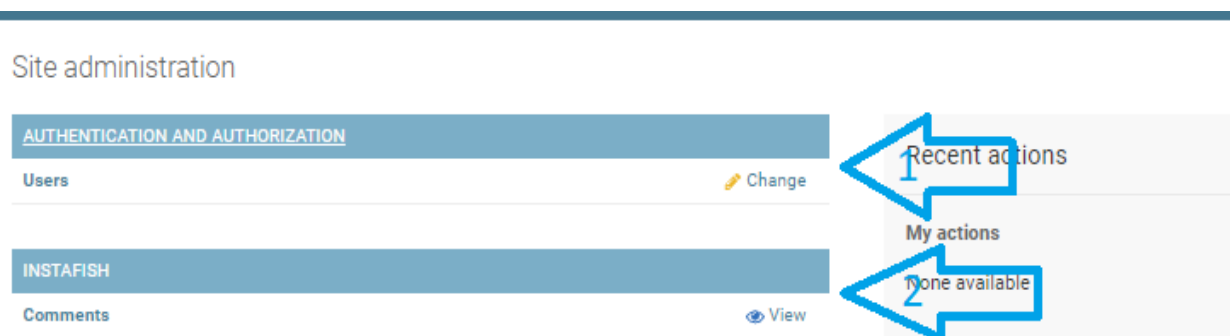 Site administration
AUTHENTICATION AND AUTHORIZATION
Users Change
INSTAFISH
Comments View
Recent actions
My actions
None available
1
2